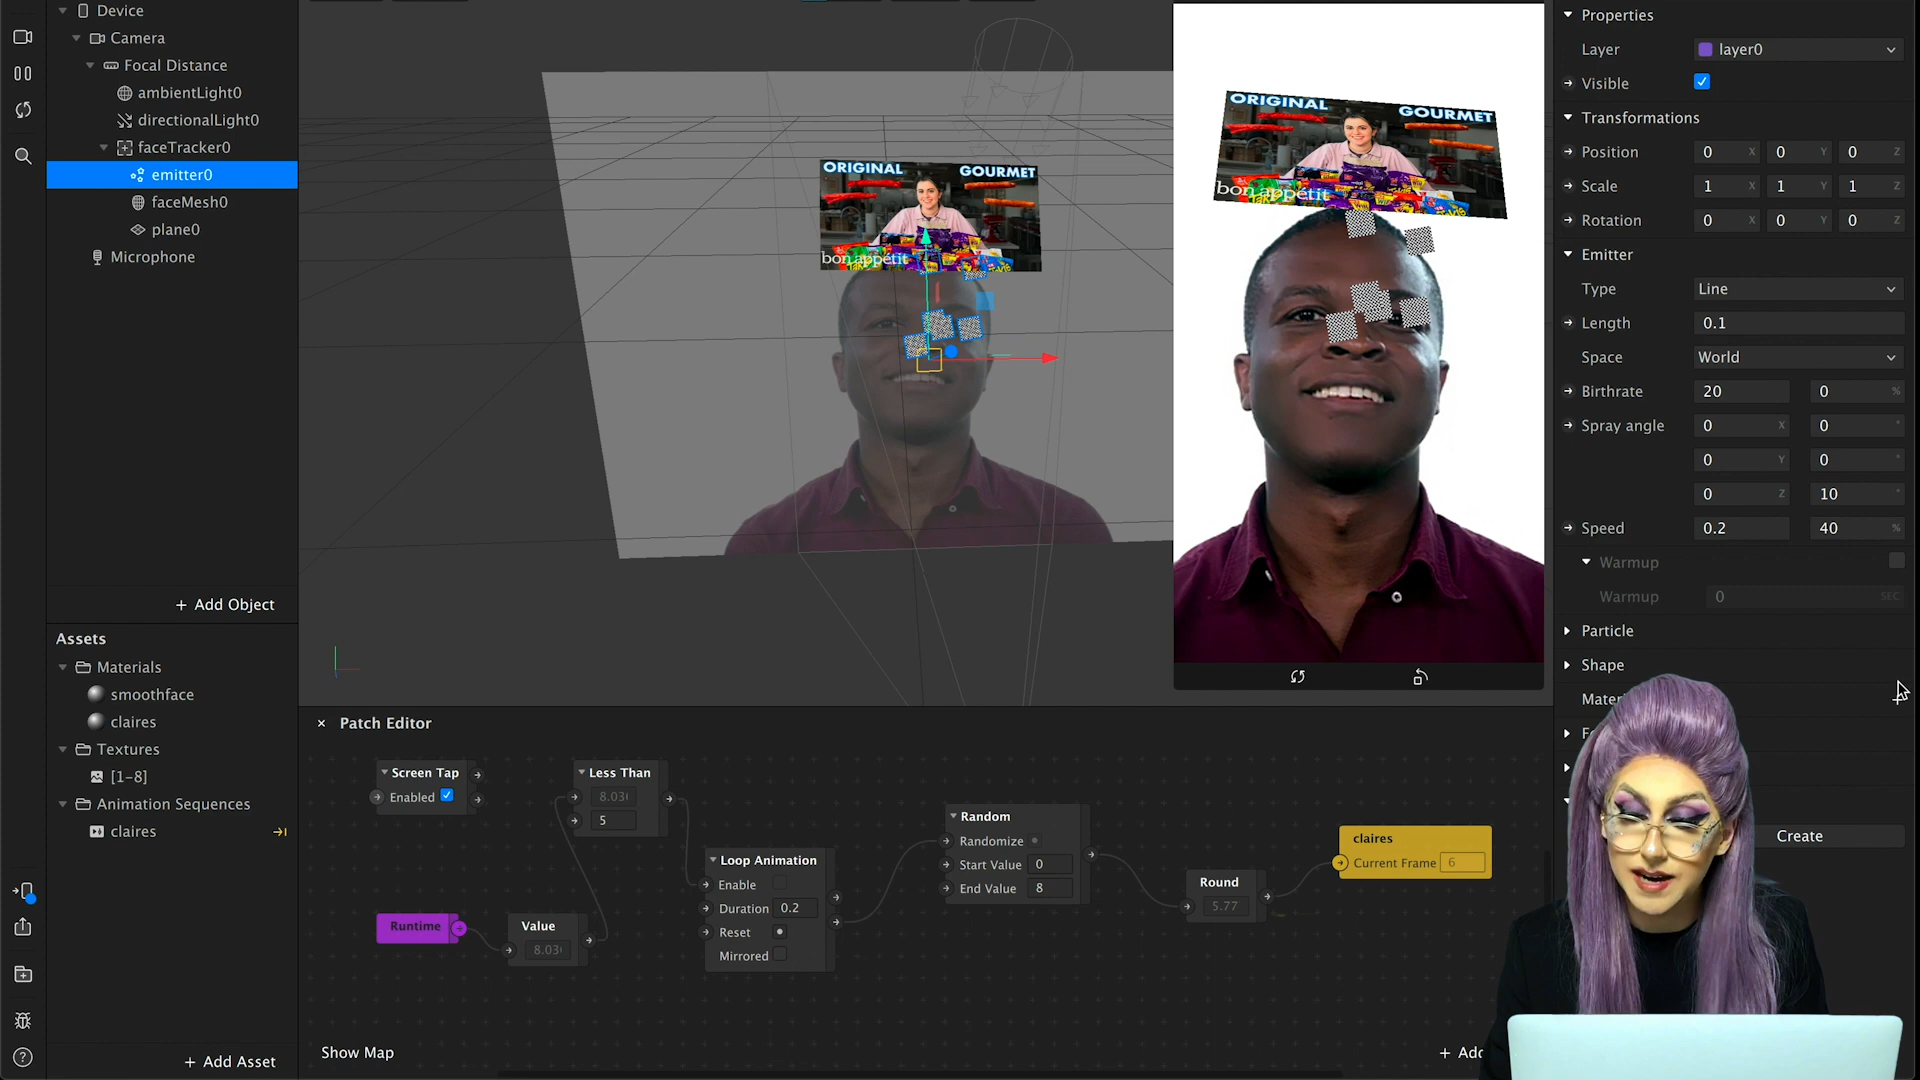 Device
Camera
Focal Distance
ambientLight0
directionalLight0
faceTracker0
emitter0
faceMesh0
plane0
Microphone
+ Add Object
Assets
Materials
smoothface
claires
Textures
[1-8]
Animation Sequences
claires
+ Add Asset
ORIGINAL GOURMET
bon appétit
ORIGINAL GOURMET
bon appétit
Patch Editor
Screen Tap
Enabled
Less Than
5
Runtime
Value
Loop Animation
Enable
Duration 0.2
Reset
Mirrored
Random
Randomize
Start Value 0
End Value 8
Round
5.77
claires
Current Frame 6
Show Map
Properties
Layer layer0
Visible
Transformations
Position 0 X 0 Y 0 Z
Scale 1 X 1 Y 1 Z
Rotation 0 X 0 Y 0 Z
Emitter
Type Line
Length 0.1
Space World
Birthrate 20 0 %
Spray angle 0 X 0 °
0 Y 0 °
0 Z 10 °
Speed 0.2 40 %
Warmup
Warmup 0 SEC
Particle
Shape
Create